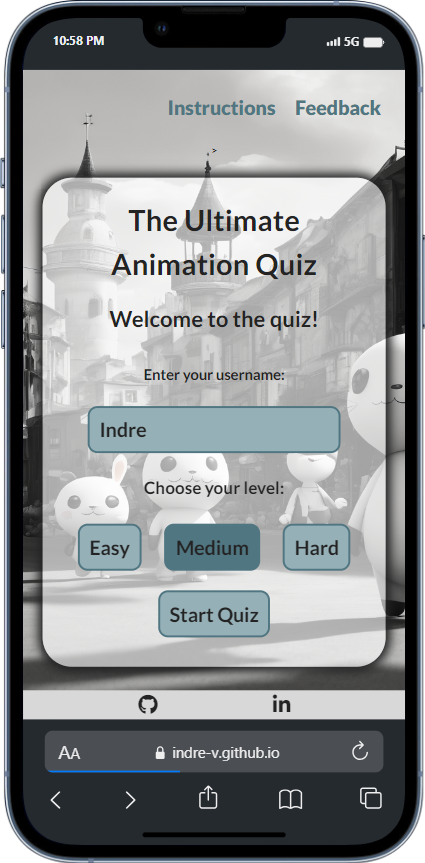 10:58 PM 5G
Instructions Feedback
The Ultimate
Animation Quiz
Welcome to the quiz!
Enter your username:
Indre
Choose your level:
Easy Medium Hard
Start Quiz
in
AA indre-v.github.io